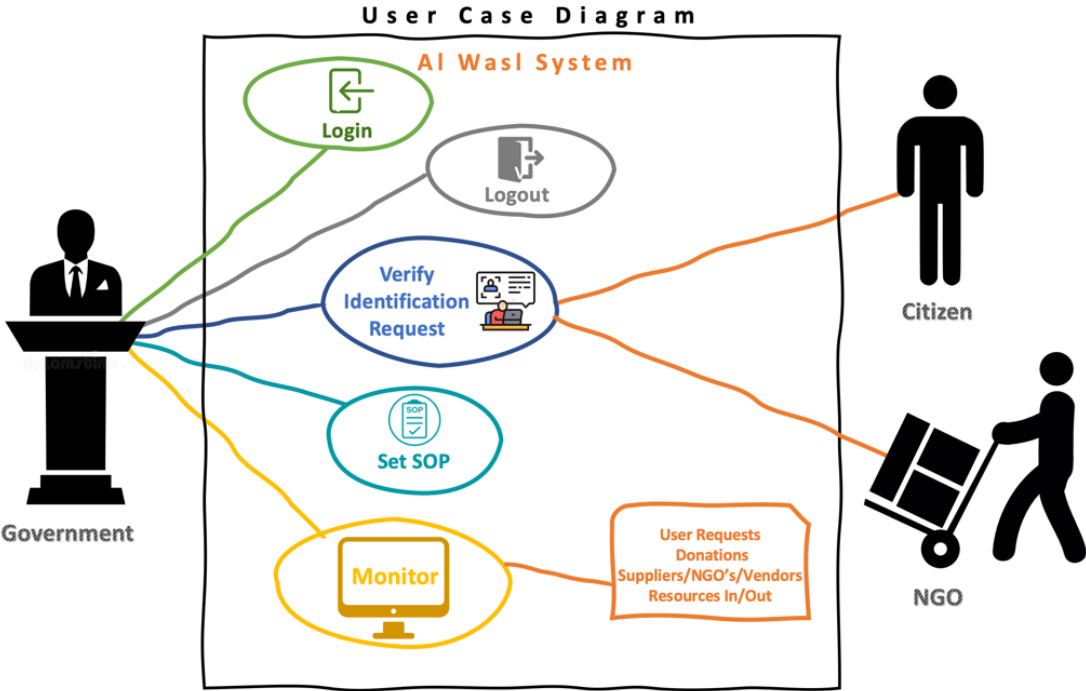 User Case Diagram
Al Wasl System
Login
Logout
Verify
Identification
Request
Citizen
SOP
Set SOP
Government
Monitor
User Requests
Donations
Suppliers/NGO's/Vendors
Resources In/Out
NGO